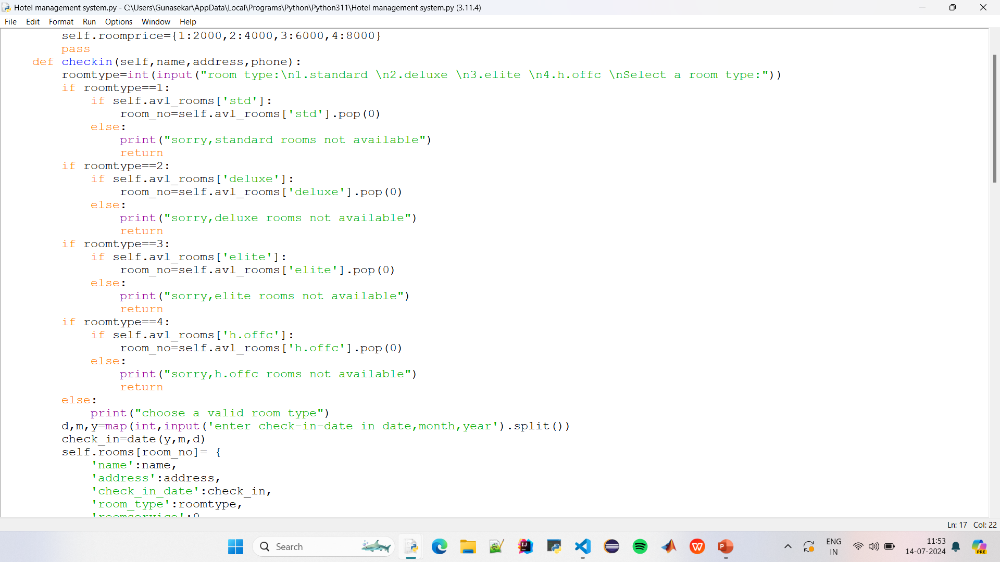 Hotel management system.py - C:\Users\Gunasekar\AppData\Local\Programs\Python\Python311\Hotel management system.py (3.11.4)
File Edit Format Run Options Window Help
        self.roomprice={1:2000,2:4000,3:6000,4:8000}
        pass
    def checkin(self,name,address,phone):
        roomtype=int(input("room type:\n1.standard \n2.deluxe \n3.elite \n4.h.offc \nSelect a room type:"))
        if roomtype==1:
            if self.avl_rooms['std']:
                room_no=self.avl_rooms['std'].pop(0)
            else:
                print("sorry,standard rooms not available")
                return
        if roomtype==2:
            if self.avl_rooms['deluxe']:
                room_no=self.avl_rooms['deluxe'].pop(0)
            else:
                print("sorry,deluxe rooms not available")
                return
        if roomtype==3:
            if self.avl_rooms['elite']:
                room_no=self.avl_rooms['elite'].pop(0)
            else:
                print("sorry,elite rooms not available")
                return
        if roomtype==4:
            if self.avl_rooms['h.offc']:
                room_no=self.avl_rooms['h.offc'].pop(0)
            else:
                print("sorry,h.offc rooms not available")
                return
        else:
            print("choose a valid room type")
        d,m,y=map(int,input('enter check-in-date in date,month,year').split())
        check_in=date(y,m,d)
        self.rooms[room_no]= {
            'name':name,
            'address':address,
            'check_in_date':check_in,
            'room_type':roomtype,
            'roomservice':0
Ln: 17 Col: 22
Search
ENG
IN
11:53
14-07-2024
PRE